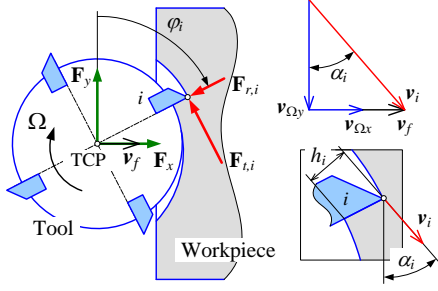 φi
Fy
i
Fr,i
Ω
TCP
vf
Fx
Ft,i
Tool
Workpiece
vΩy
αi
vi
vΩx
vf
hi
i
vi
αi